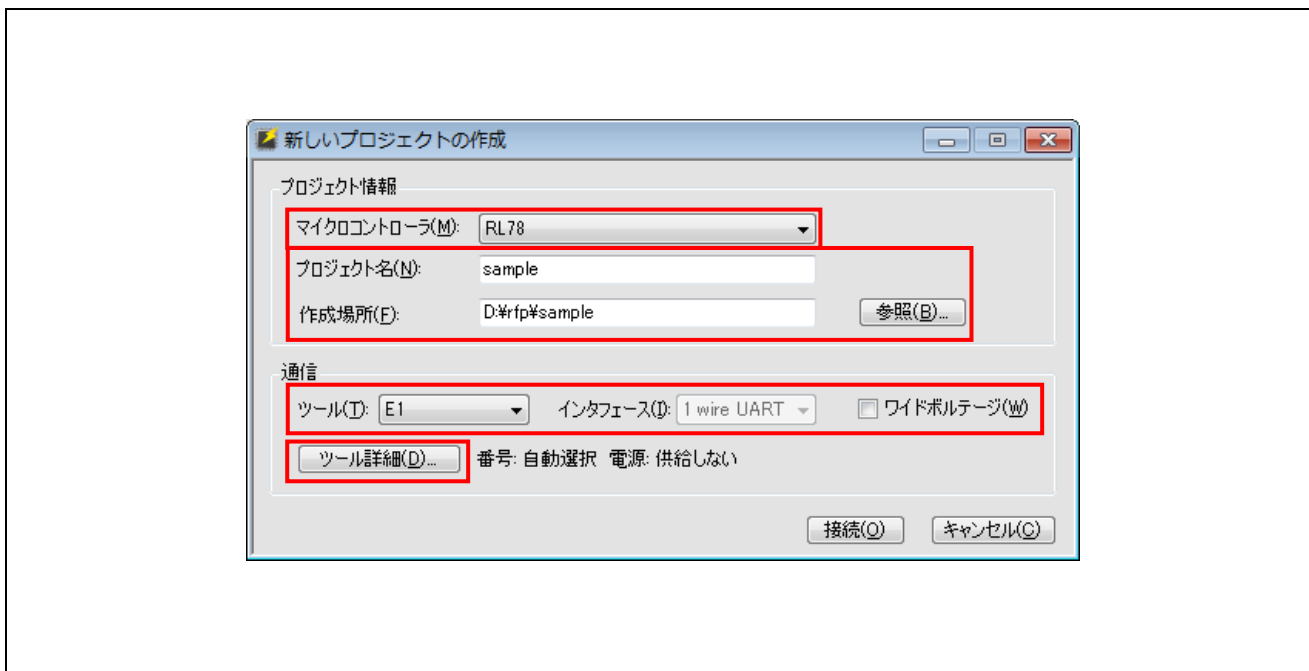 新しいプロジェクトの作成
プロジェクト情報
マイクロコントローラ(M): RL78
プロジェクト名(N): sample
作成場所(F): D:¥rfp¥sample 参照(B)...
通信
ツール(T): E1 インタフェース(I): 1 wire UART ワイドボルテージ(W)
ツール詳細(D)... 番号: 自動選択 電源: 供給しない
接続(O) キャンセル(C)